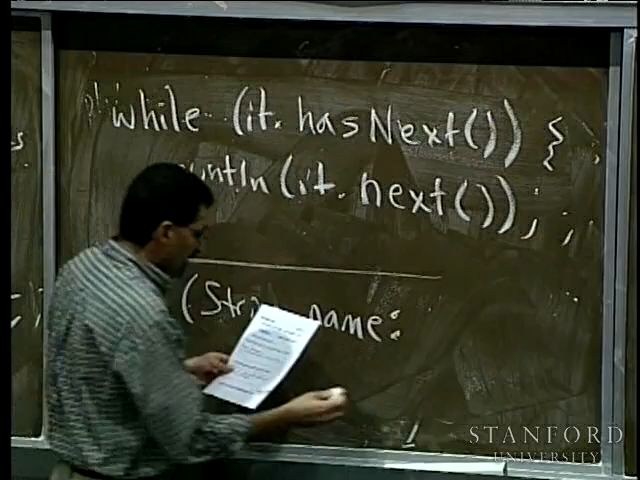 while (it.hasNext()) {
println(it.next());
(String name:
STANFORD
UNIVERSITY